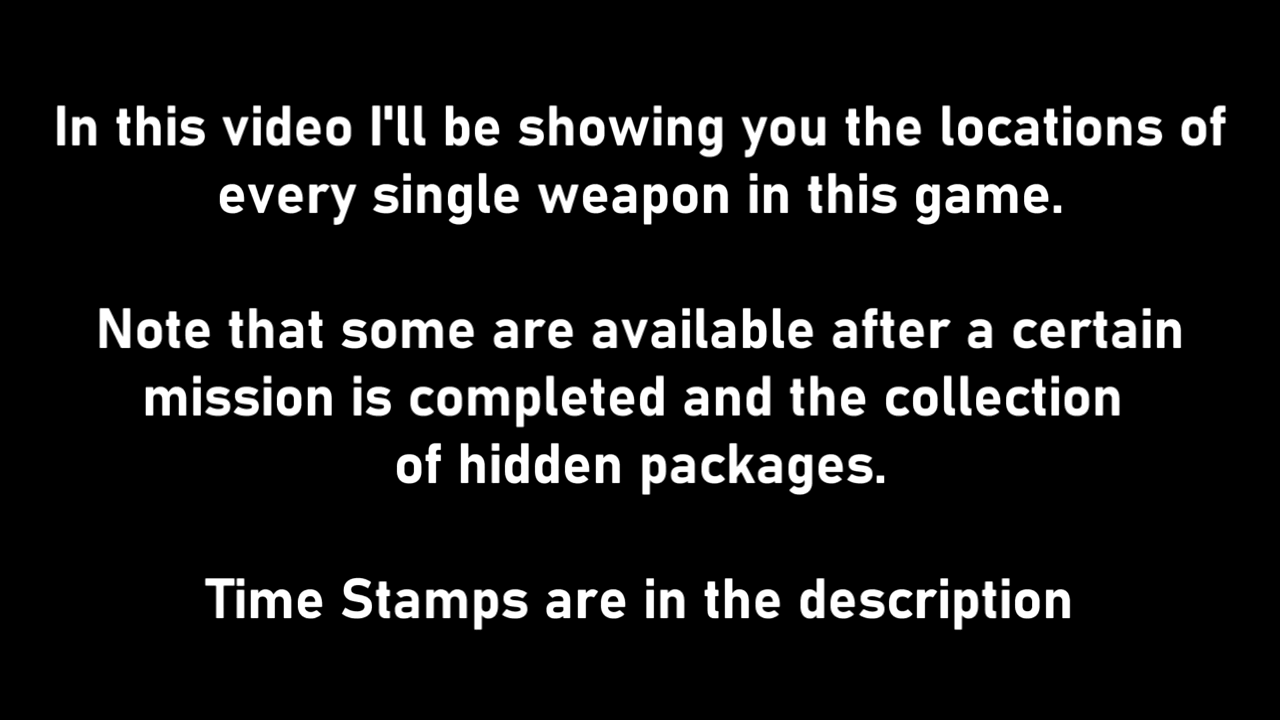 In this video I'll be showing you the locations of
every single weapon in this game.
Note that some are available after a certain
mission is completed and the collection
of hidden packages.
Time Stamps are in the description